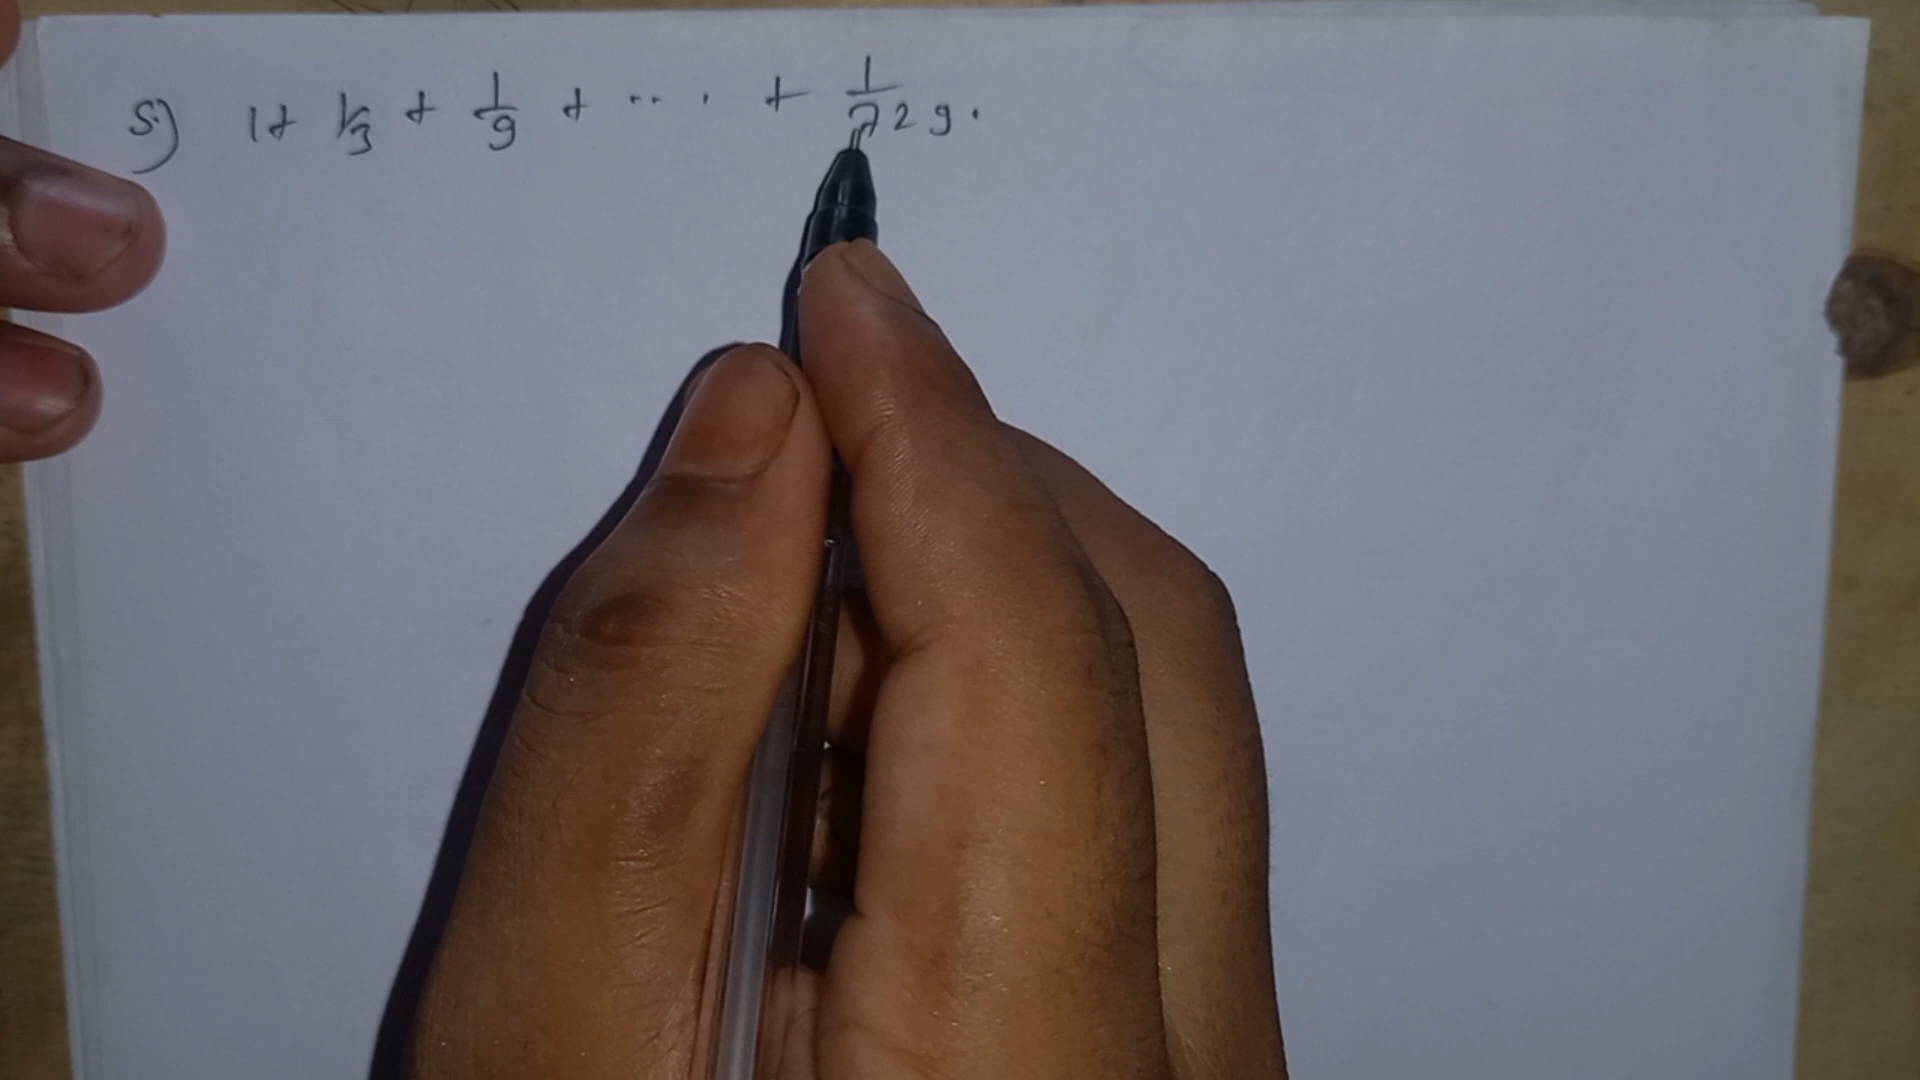 5) 1+ 1/3 + 1/9 + ... . + 1/729.